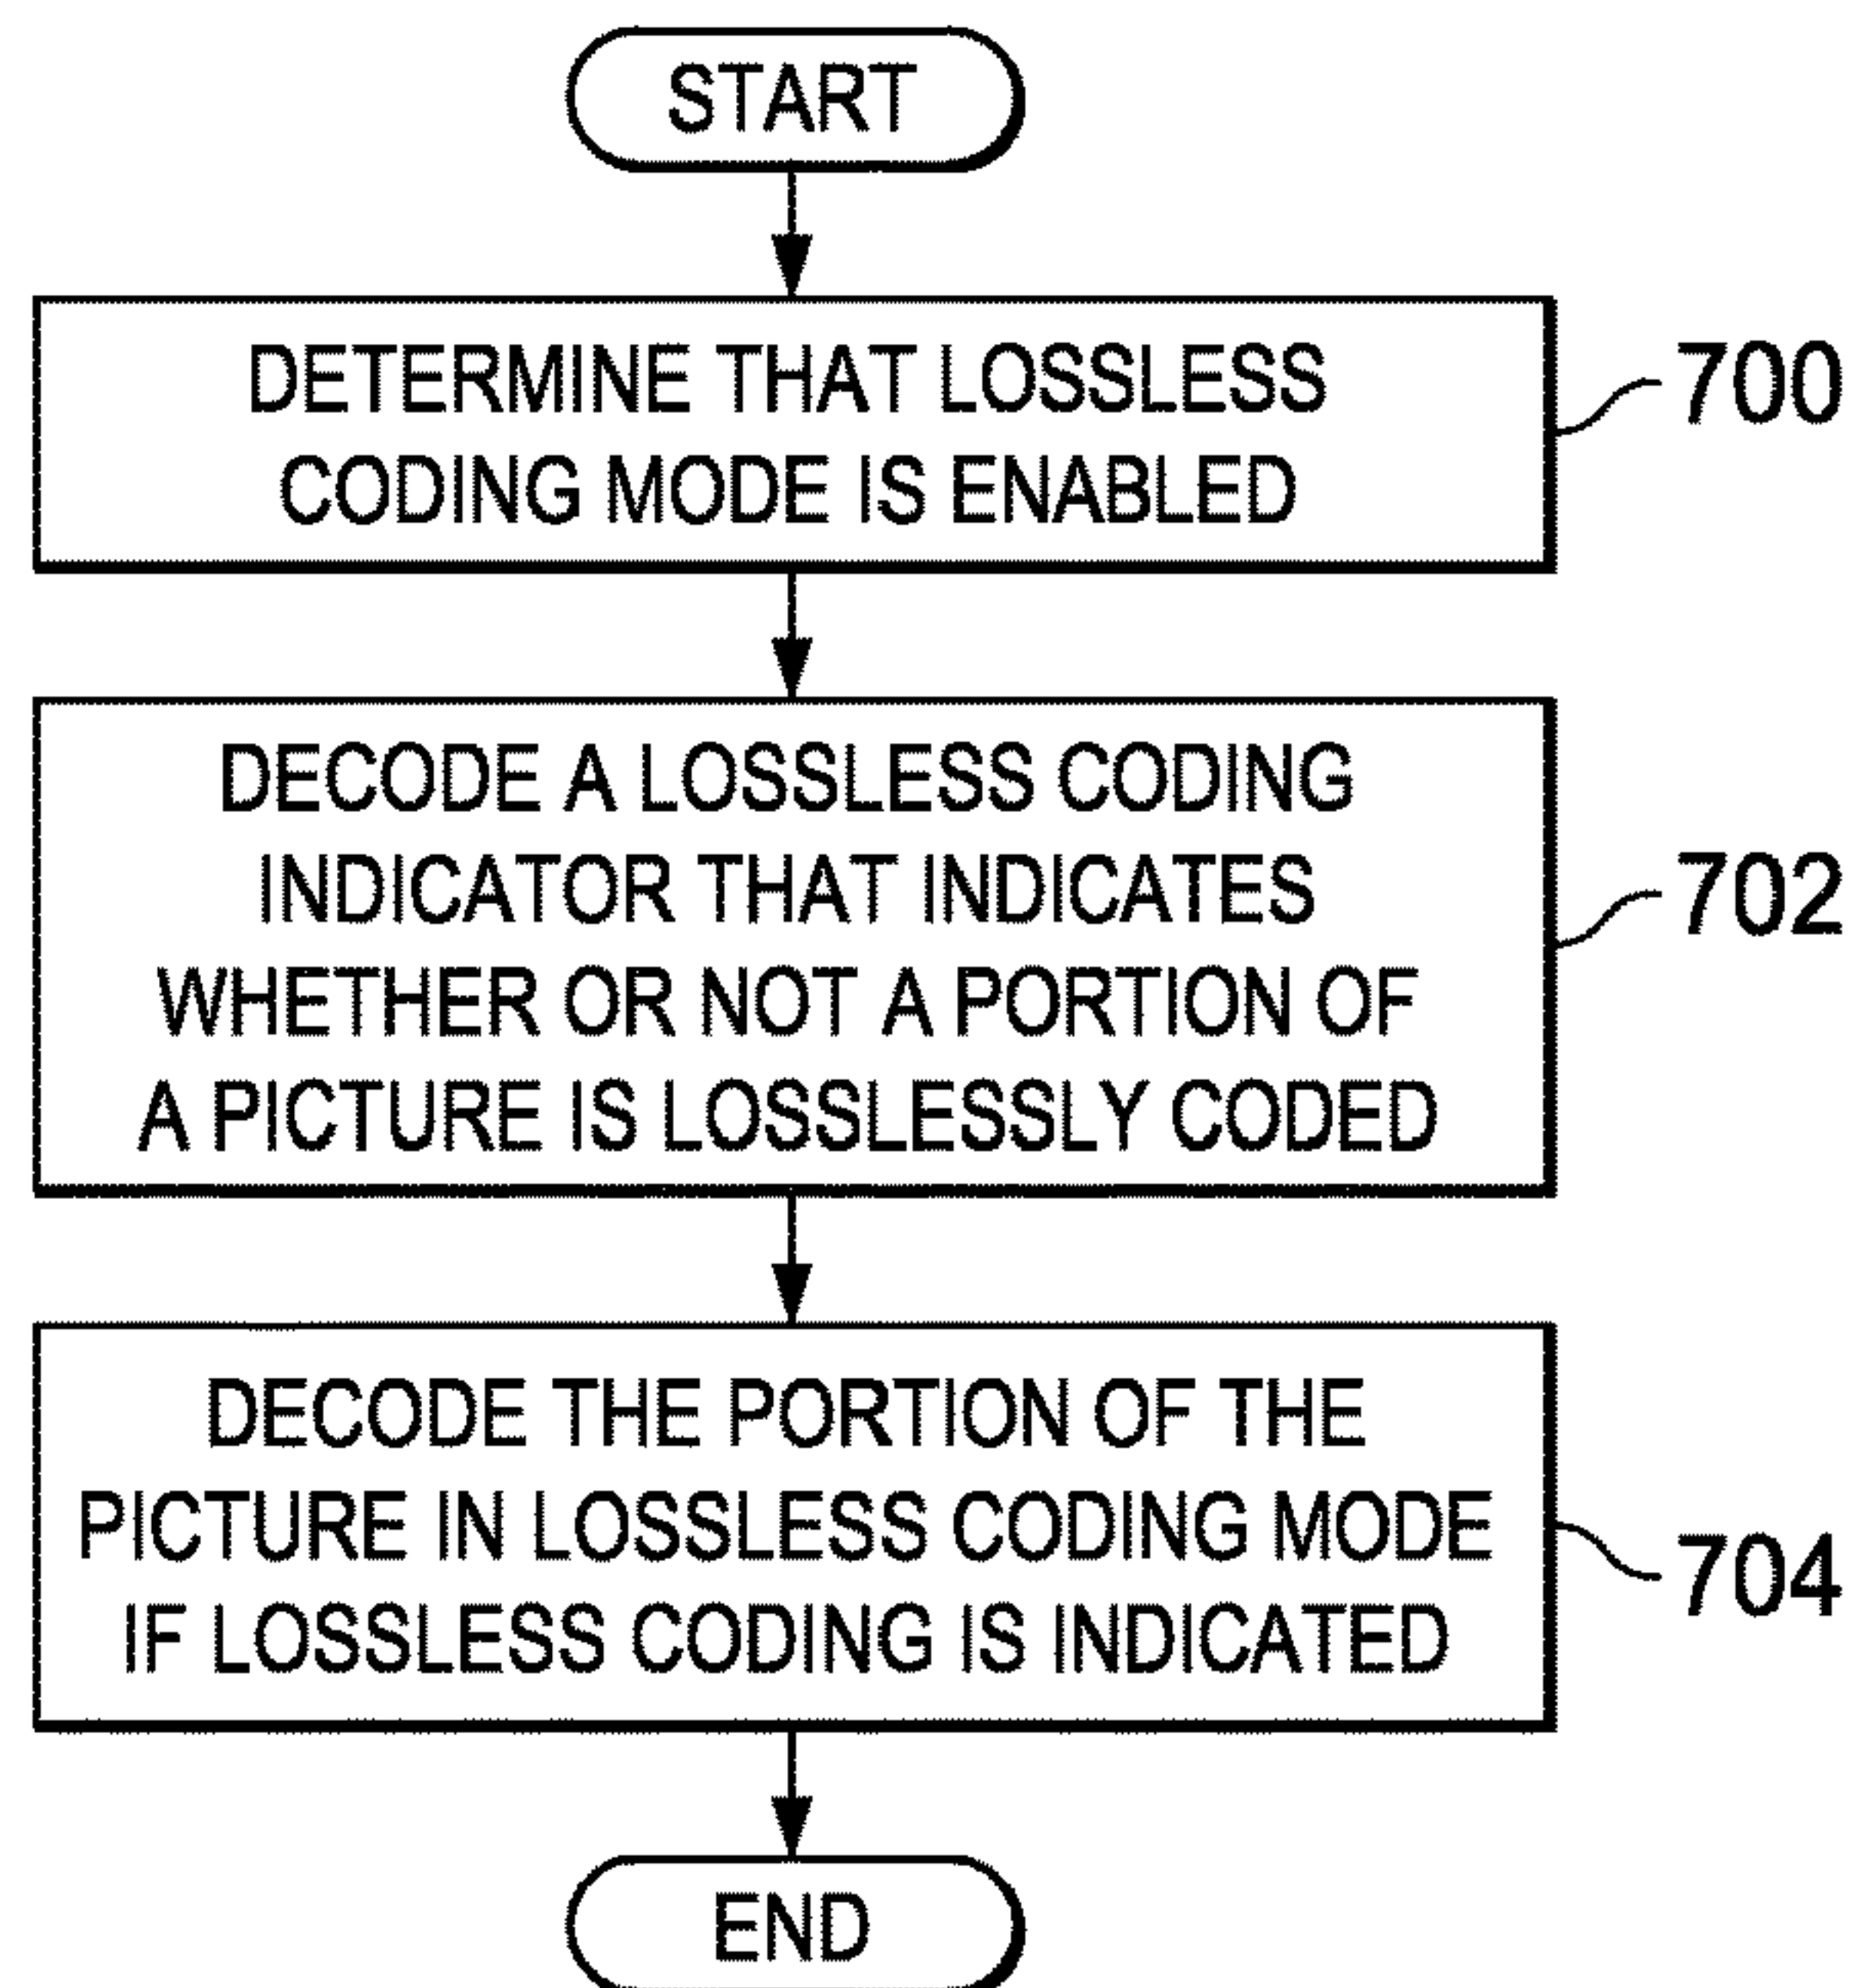 START
DETERMINE THAT LOSSLESS
CODING MODE IS ENABLED
700
DECODE A LOSSLESS CODING
INDICATOR THAT INDICATES
WHETHER OR NOT A PORTION OF
A PICTURE IS LOSSLESSLY CODED
702
DECODE THE PORTION OF THE
PICTURE IN LOSSLESS CODING MODE
IF LOSSLESS CODING IS INDICATED
704
END